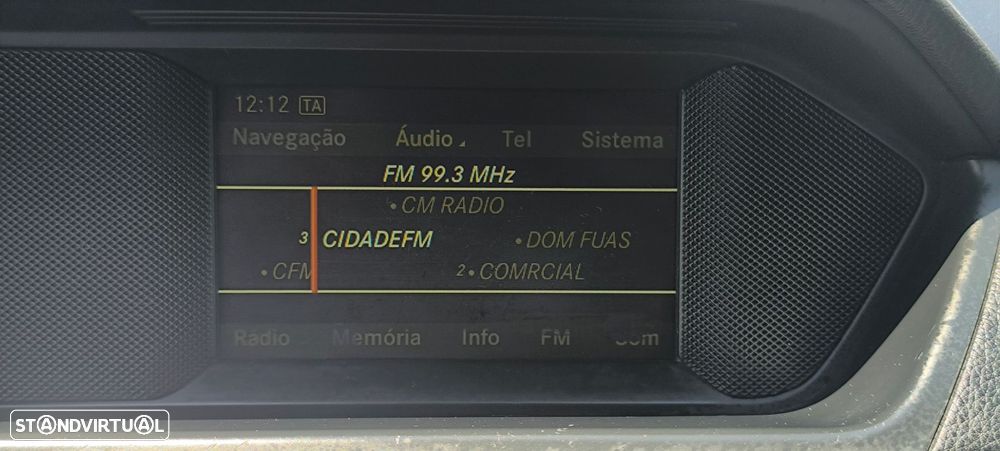 12:12 TA
Navegação Áudio Tel Sistema
FM 99.3 MHz
• CM RADIO
3 CIDADEFM • DOM FUAS
• CFM 2 • COMRCIAL
Radio Memória Info FM Som
STANDVIRTUAL